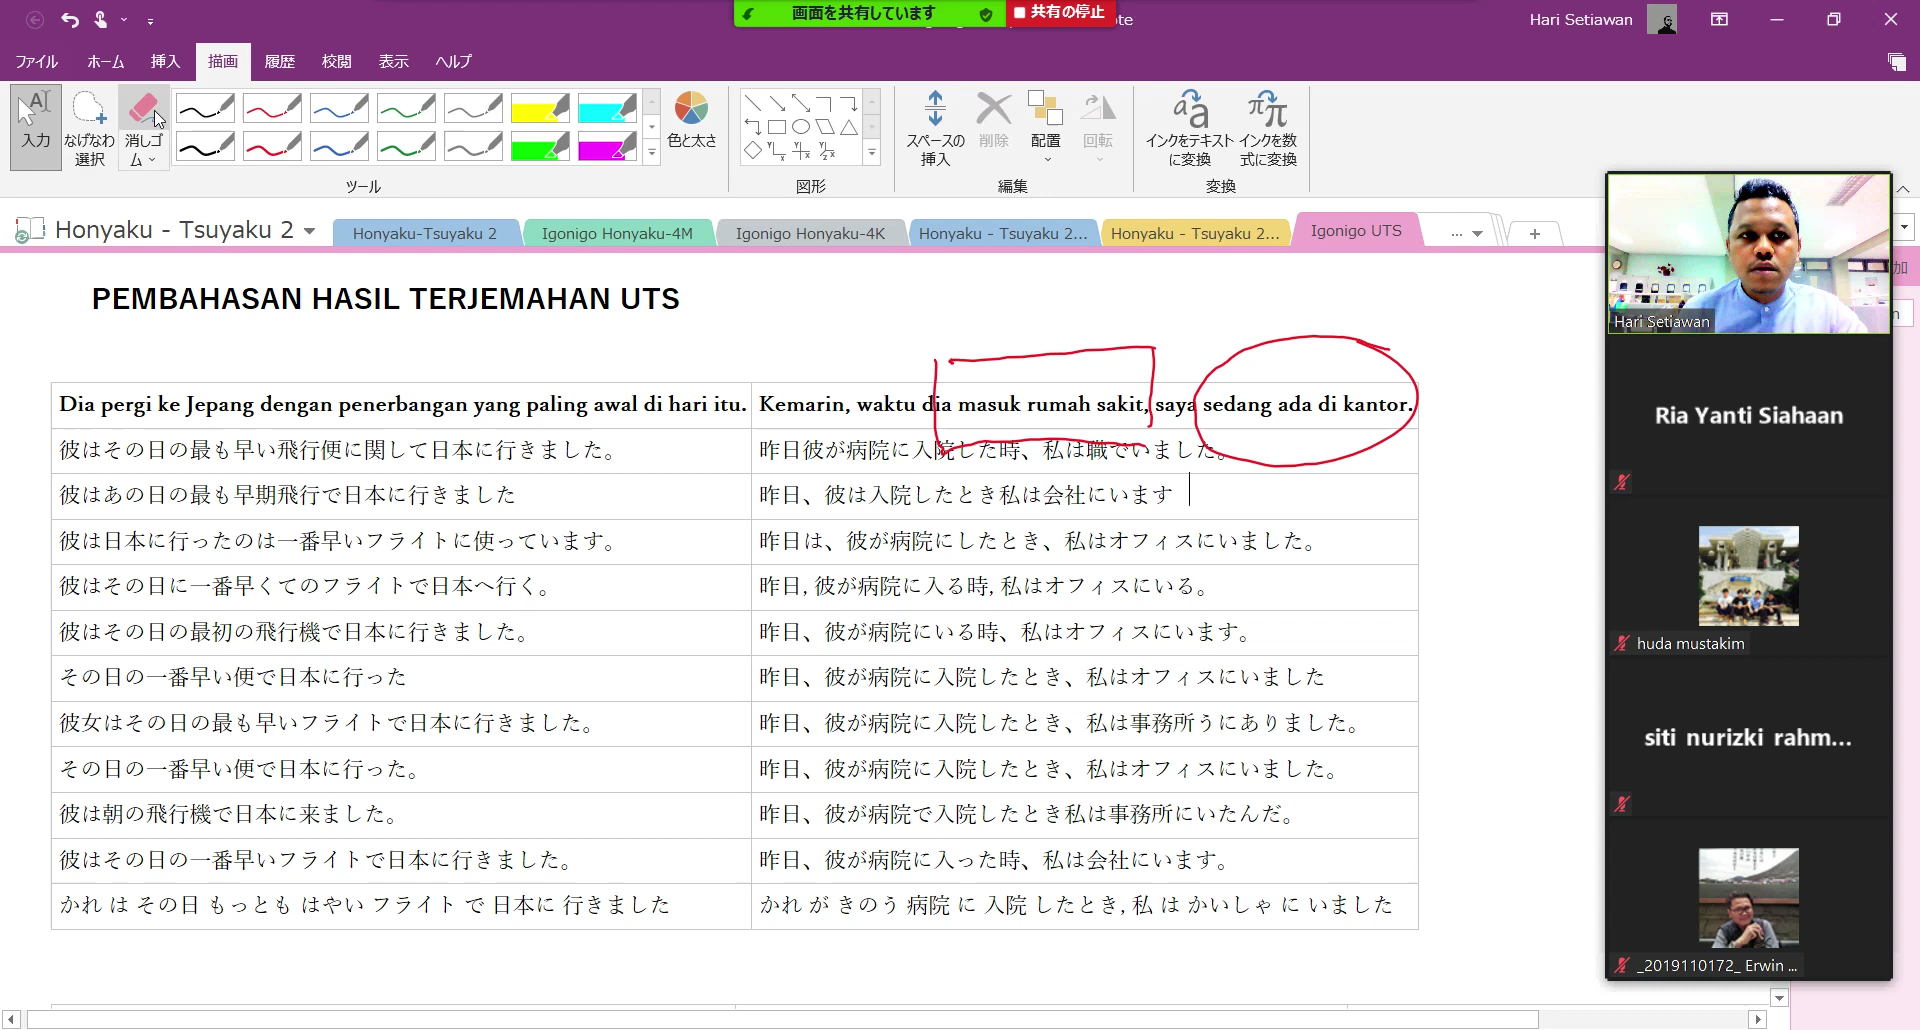 画面を共有しています
共有の停止
ote
Hari Setiawan
ファイル ホーム 挿入 描画 履歴 校閲 表示 ヘルプ
入力
なげなわ選択
消しゴム
色と太さ
スペースの挿入
削除
配置
回転
インクをテキストに変換
インクを数式に変換
ツール
図形
編集
変換
Honyaku - Tsuyaku 2
Honyaku-Tsuyaku 2
Igonigo Honyaku-4M
Igonigo Honyaku-4K
Honyaku - Tsuyaku 2...
Honyaku - Tsuyaku 2...
Igonigo UTS
...
加
PEMBAHASAN HASIL TERJEMAHAN UTS
Dia pergi ke Jepang dengan penerbangan yang paling awal di hari itu. Kemarin, waktu dia masuk rumah sakit, saya sedang ada di kantor.
彼はその日の最も早い飛行便に関して日本に行きました。 昨日彼が病院に入院した時、私は職でいました。
彼はあの日の最も早期飛行で日本に行きました 昨日、彼は入院したとき私は会社にいます
彼は日本に行ったのは一番早いフライトに使っています。 昨日は、彼が病院にしたとき、私はオフィスにいました。
彼はその日に一番早くてのフライトで日本へ行く。 昨日, 彼が病院に入る時, 私はオフィスにいる。
彼はその日の最初の飛行機で日本に行きました。 昨日、彼が病院にいる時、私はオフィスにいます。
その日の一番早い便で日本に行った 昨日、彼が病院に入院したとき、私はオフィスにいました
彼女はその日の最も早いフライトで日本に行きました。 昨日、彼が病院に入院したとき、私は事務所うにありました。
その日の一番早い便で日本に行った。 昨日、彼が病院に入院したとき、私はオフィスにいました。
彼は朝の飛行機で日本に来ました。 昨日、彼が病院で入院したとき私は事務所にいたんだ。
彼はその日の一番早いフライトで日本に行きました。 昨日、彼が病院に入った時、私は会社にいます。
かれ は その日 もっとも はやい フライト で 日本に 行きました かれ が きのう 病院 に 入院 したとき, 私 は かいしゃ に いました
Hari Setiawan
Ria Yanti Siahaan
huda mustakim
siti nurizki rahm...
_2019110172_ Erwin ...